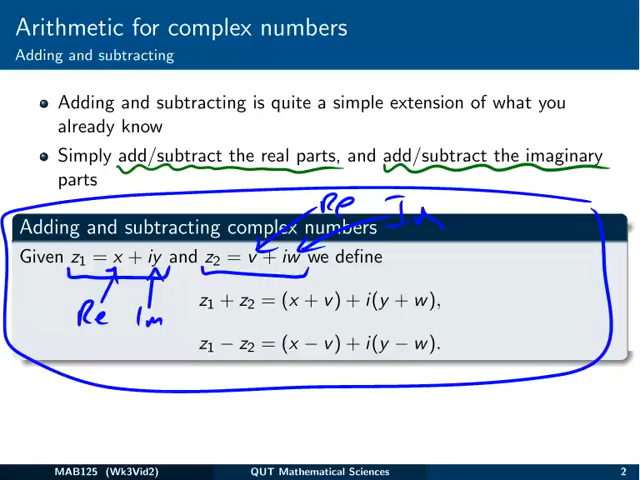 Arithmetic for complex numbers
Adding and subtracting
Adding and subtracting is quite a simple extension of what you
already know
Simply add/subtract the real parts, and add/subtract the imaginary
parts
Re Im
Adding and subtracting complex numbers
Given z₁ = x + iy and z₂ = v + iw we define
Re Im
z₁ + z₂ = (x + v) + i(y + w),
z₁ − z₂ = (x − v) + i(y − w).
MAB125 (Wk3Vid2) QUT Mathematical Sciences 2